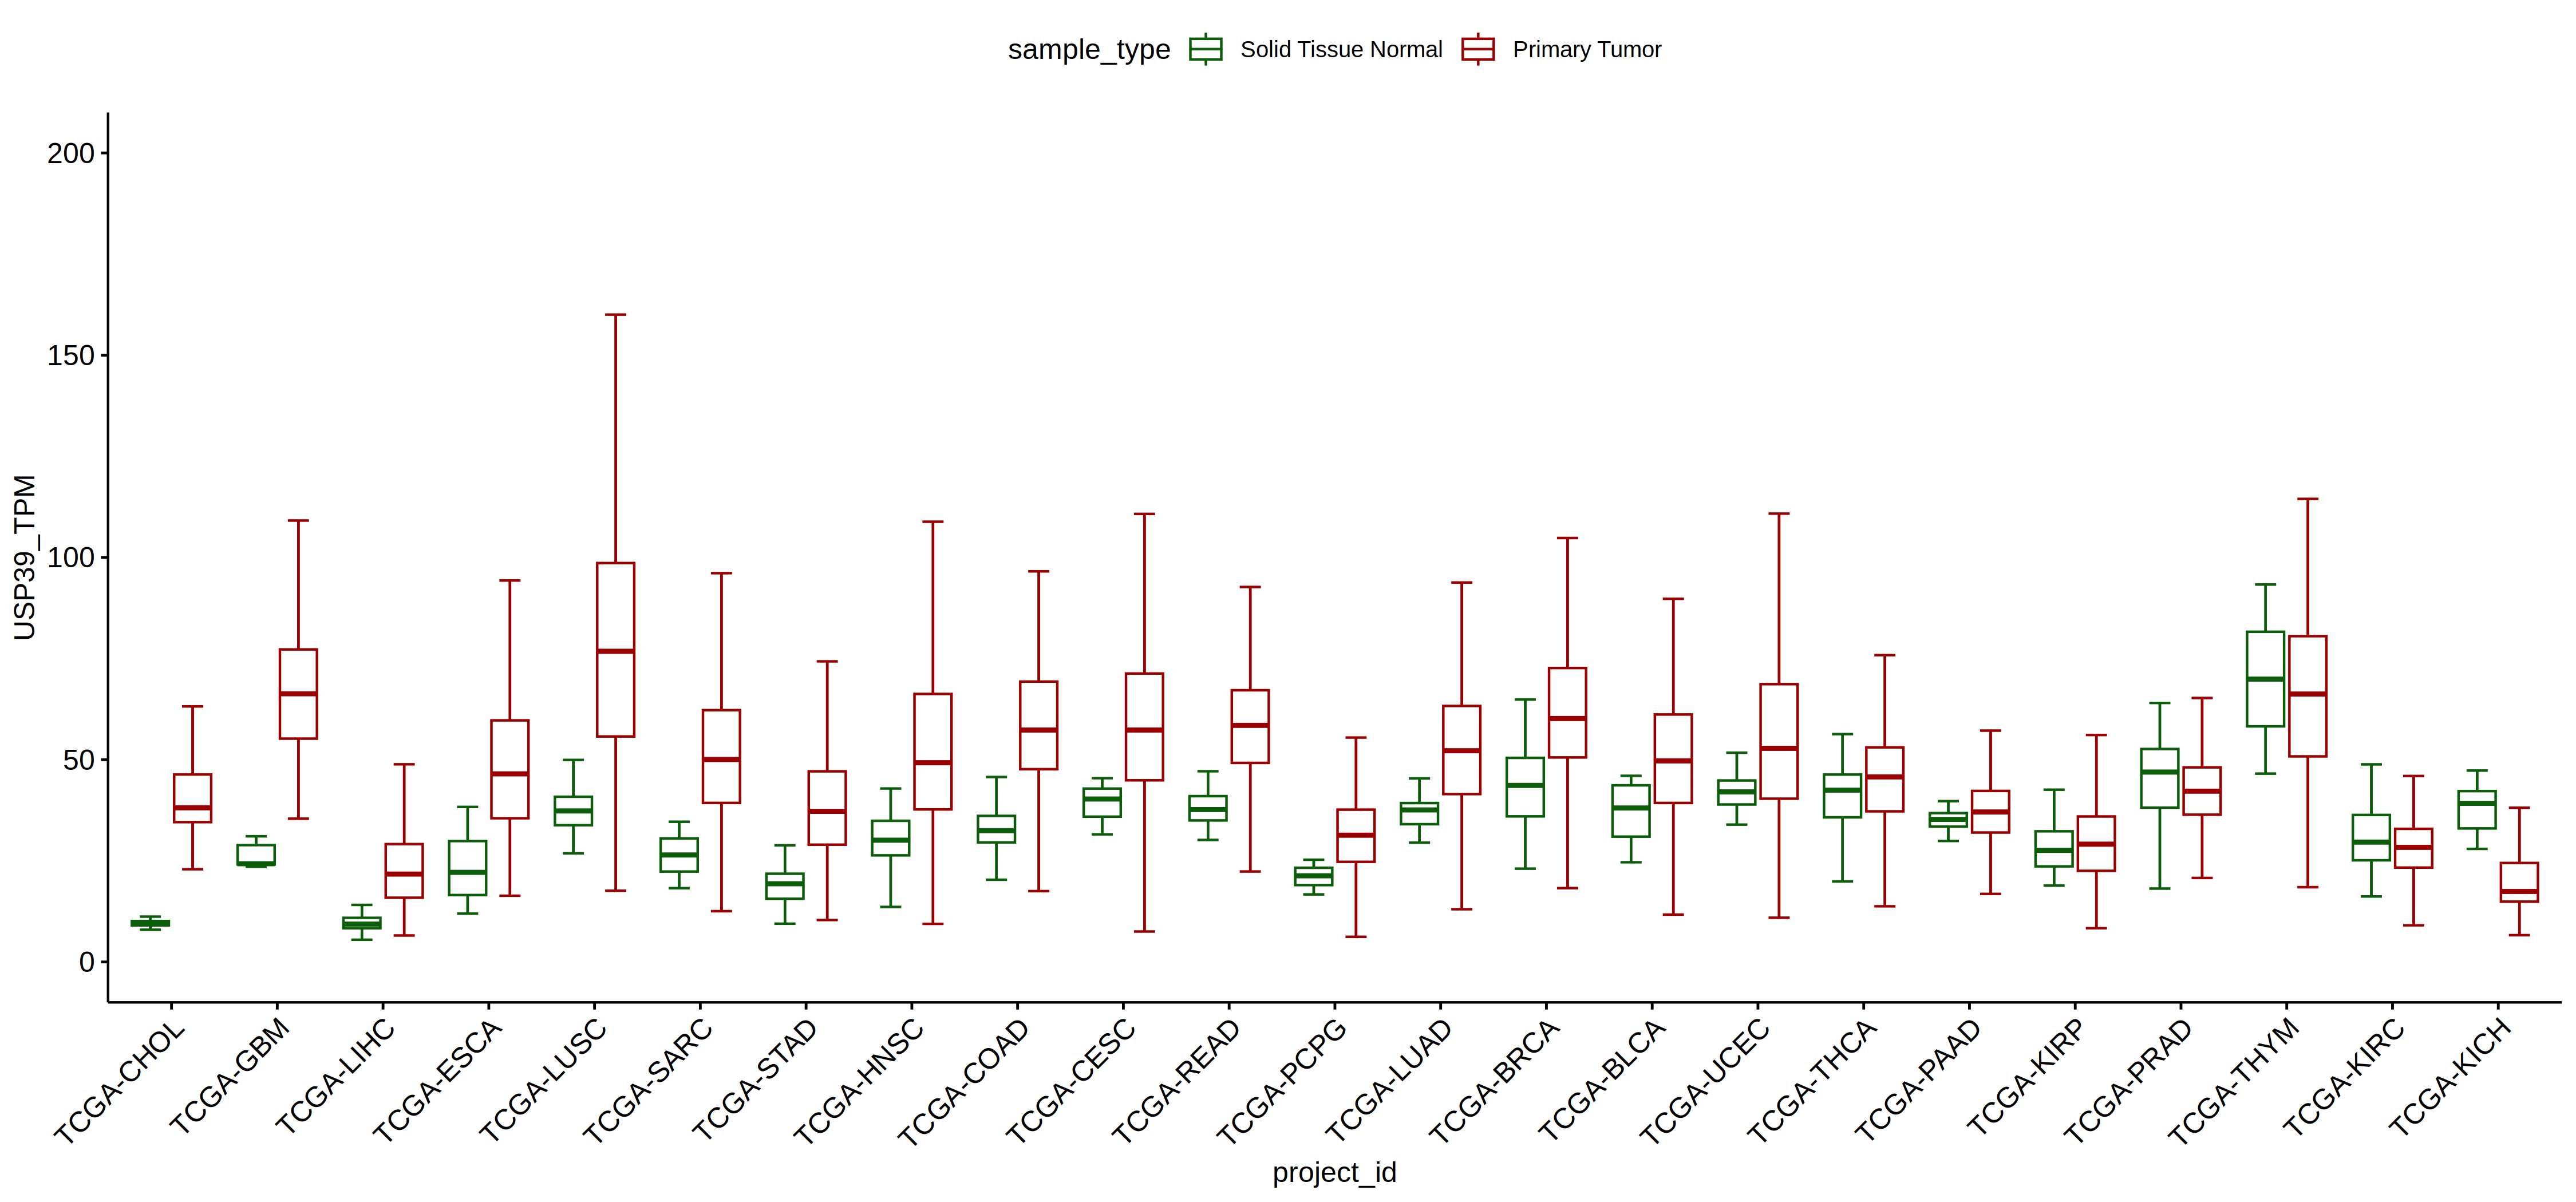 sample_type Solid Tissue Normal Primary Tumor
200
150
100
50
0
USP39_TPM
TCGA-CHOL
TCGA-GBM
TCGA-LIHC
TCGA-ESCA
TCGA-LUSC
TCGA-SARC
TCGA-STAD
TCGA-HNSC
TCGA-COAD
TCGA-CESC
TCGA-READ
TCGA-PCPG
TCGA-LUAD
TCGA-BRCA
TCGA-BLCA
TCGA-UCEC
TCGA-THCA
TCGA-PAAD
TCGA-KIRP
TCGA-PRAD
TCGA-THYM
TCGA-KIRC
TCGA-KICH
project_id